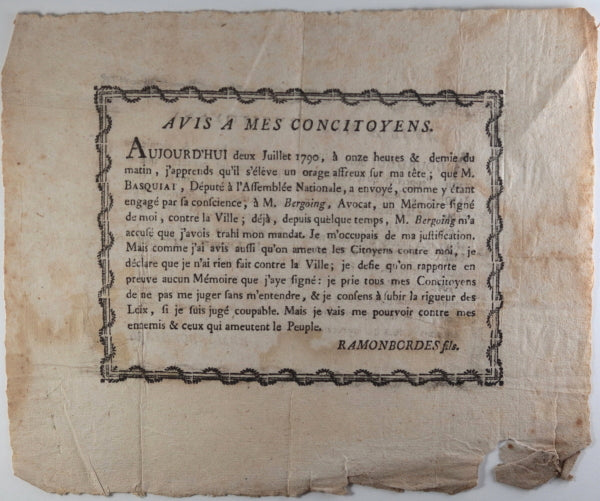 AVIS A MES CONCITOYENS.
AUJOURD'HUI deux Juillet 1790, à onze heures & demie du
matin, j'apprends qu'il s'élève un orage affreux sur ma tête; que M.
BASQUIAT, Député à l'Assemblée Nationale, a envoyé, comme y étant
engagé par sa conscience, à M. Bergoing, Avocat, un Mémoire signé
de moi, contre la Ville; déjà, depuis quelque temps, M. Bergoing m'a
accusé que j'avois trahi mon mandat. Je m'occupais de ma justification.
Mais comme j'ai avis aussi qu'on ameute les Citoyens contre moi, je
déclare que je n'ai rien fait contre la Ville; je defie qu'on rapporte en
preuve aucun Mémoire que j'aye signé: je prie tous mes Concitoyens
de ne pas me juger sans m'entendre, & je consens à subir la rigueur des
Loix, si je suis jugé coupable. Mais je vais me pourvoir contre mes
ennemis & ceux qui ameutent le Peuple.
RAMONBORDES fils.